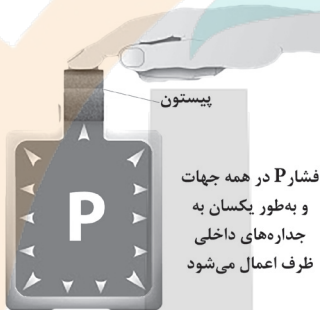 پیستون
فشار P در همه جهات
و به‌طور یکسان به
جداره‌های داخلی
ظرف اعمال می‌شود
P